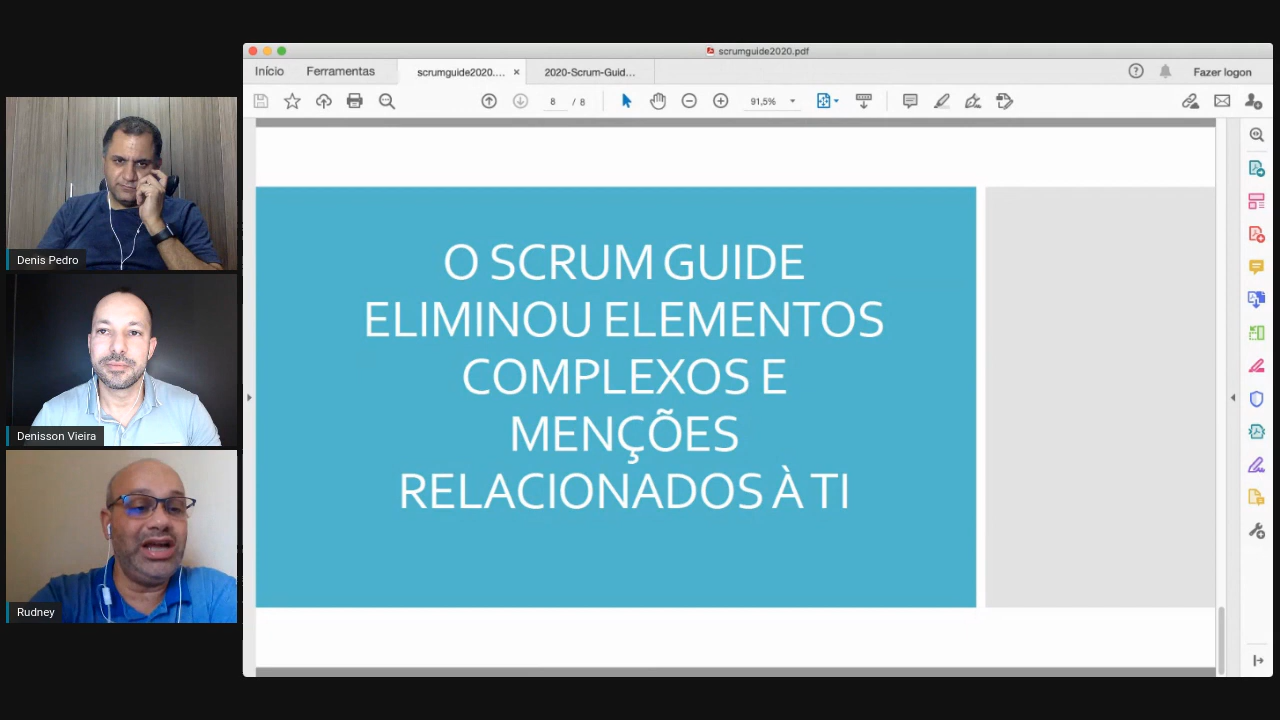 scrumguide2020.pdf
Início Ferramentas scrumguide2020.... × 2020-Scrum-Guid... Fazer logon
8 / 8 91,5%
O SCRUM GUIDE
ELIMINOU ELEMENTOS
COMPLEXOS E
MENÇÕES
RELACIONADOS À TI
Denis Pedro
Denisson Vieira
Rudney